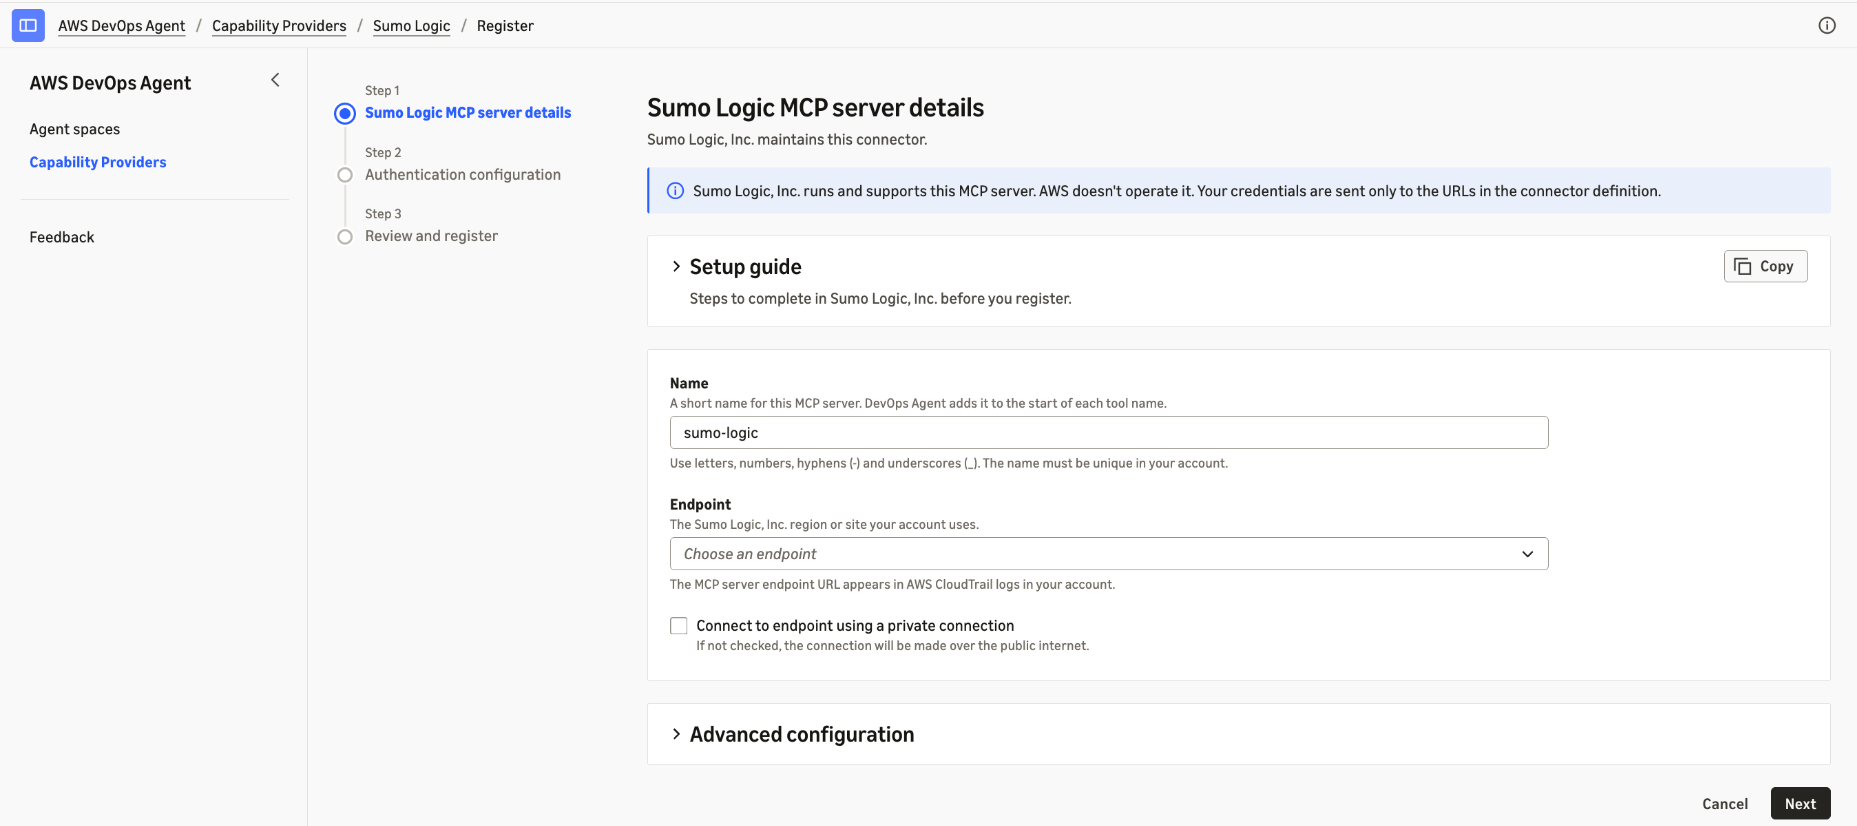 AWS DevOps Agent / Capability Providers / Sumo Logic / Register
AWS DevOps Agent
Agent spaces
Capability Providers
Feedback
Step 1
Sumo Logic MCP server details
Step 2
Authentication configuration
Step 3
Review and register
Sumo Logic MCP server details
Sumo Logic, Inc. maintains this connector.
Sumo Logic, Inc. runs and supports this MCP server. AWS doesn't operate it. Your credentials are sent only to the URLs in the connector definition.
Setup guide
Copy
Steps to complete in Sumo Logic, Inc. before you register.
Name
A short name for this MCP server. DevOps Agent adds it to the start of each tool name.
sumo-logic
Use letters, numbers, hyphens (-) and underscores (_). The name must be unique in your account.
Endpoint
The Sumo Logic, Inc. region or site your account uses.
Choose an endpoint
The MCP server endpoint URL appears in AWS CloudTrail logs in your account.
Connect to endpoint using a private connection
If not checked, the connection will be made over the public internet.
Advanced configuration
Cancel
Next